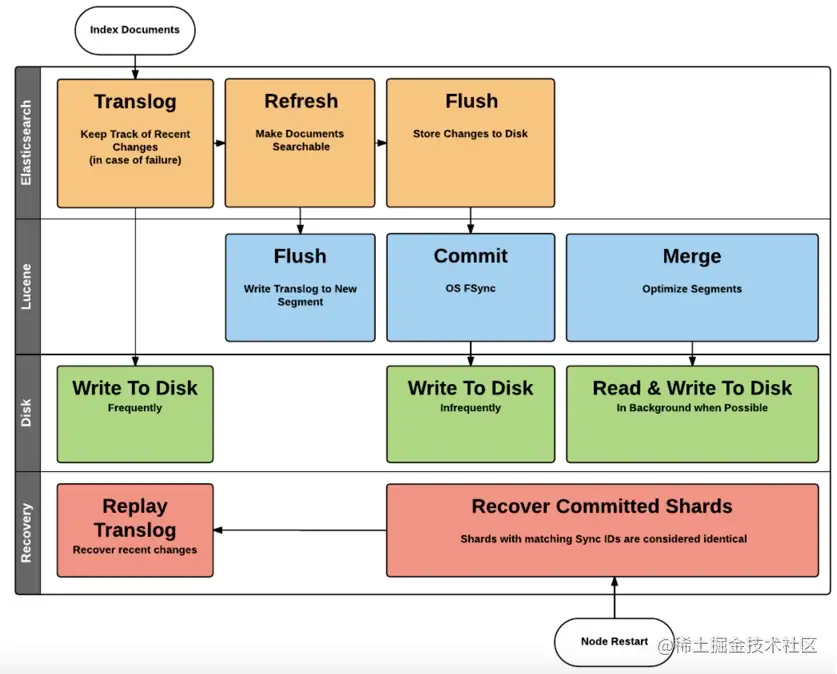 Index Documents
Elasticsearch
Translog
Keep Track of Recent
Changes
(in case of failure)
Refresh
Make Documents
Searchable
Flush
Store Changes to Disk
Lucene
Flush
Write Translog to New
Segment
Commit
OS FSync
Merge
Optimize Segments
Disk
Write To Disk
Frequently
Write To Disk
Infrequently
Read & Write To Disk
In Background when Possible
Recovery
Replay
Translog
Recover recent changes
Recover Committed Shards
Shards with matching Sync IDs are considered identical
Node Restart
@稀土掘金技术社区